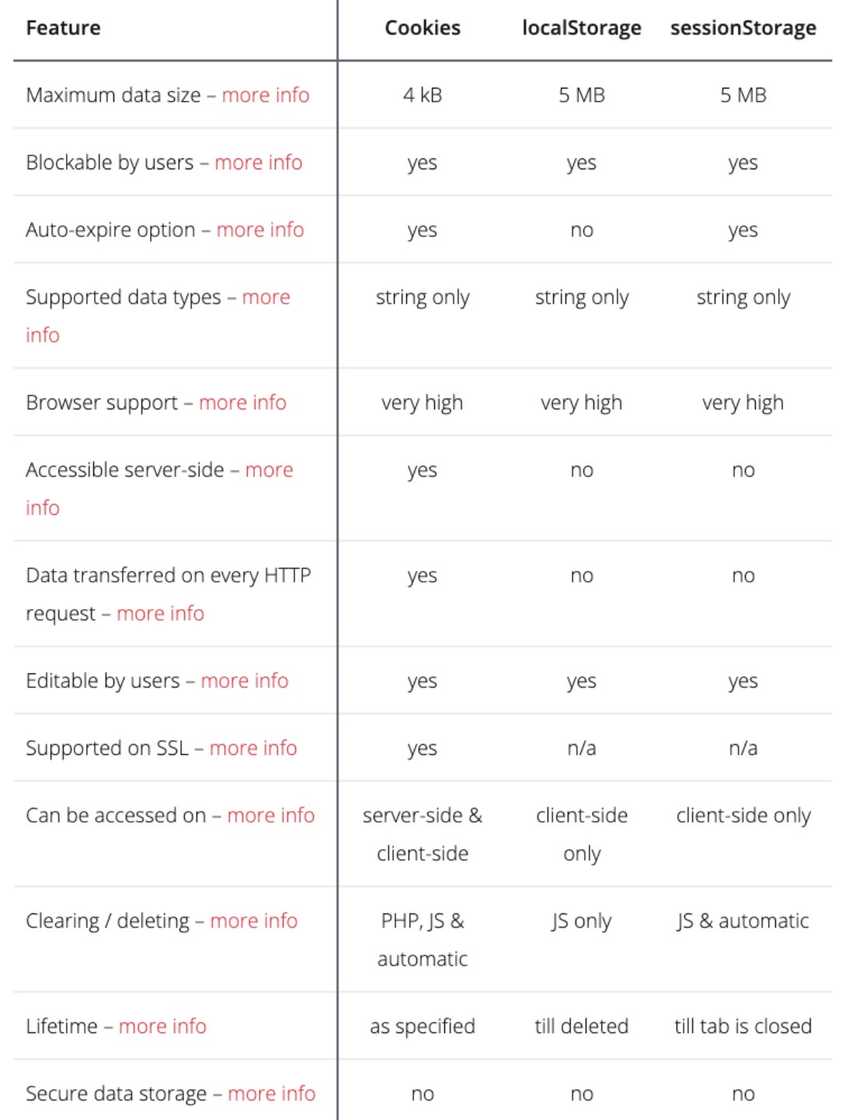 Feature Cookies localStorage sessionStorage
Maximum data size – more info 4 kB 5 MB 5 MB
Blockable by users – more info yes yes yes
Auto-expire option – more info yes no yes
Supported data types – more string only string only string only
info
Browser support – more info very high very high very high
Accessible server-side – more yes no no
info
Data transferred on every HTTP yes no no
request – more info
Editable by users – more info yes yes yes
Supported on SSL – more info yes n/a n/a
Can be accessed on – more info server-side & client-side client-side only
client-side only
Clearing / deleting – more info PHP, JS & JS only JS & automatic
automatic
Lifetime – more info as specified till deleted till tab is closed
Secure data storage – more info no no no